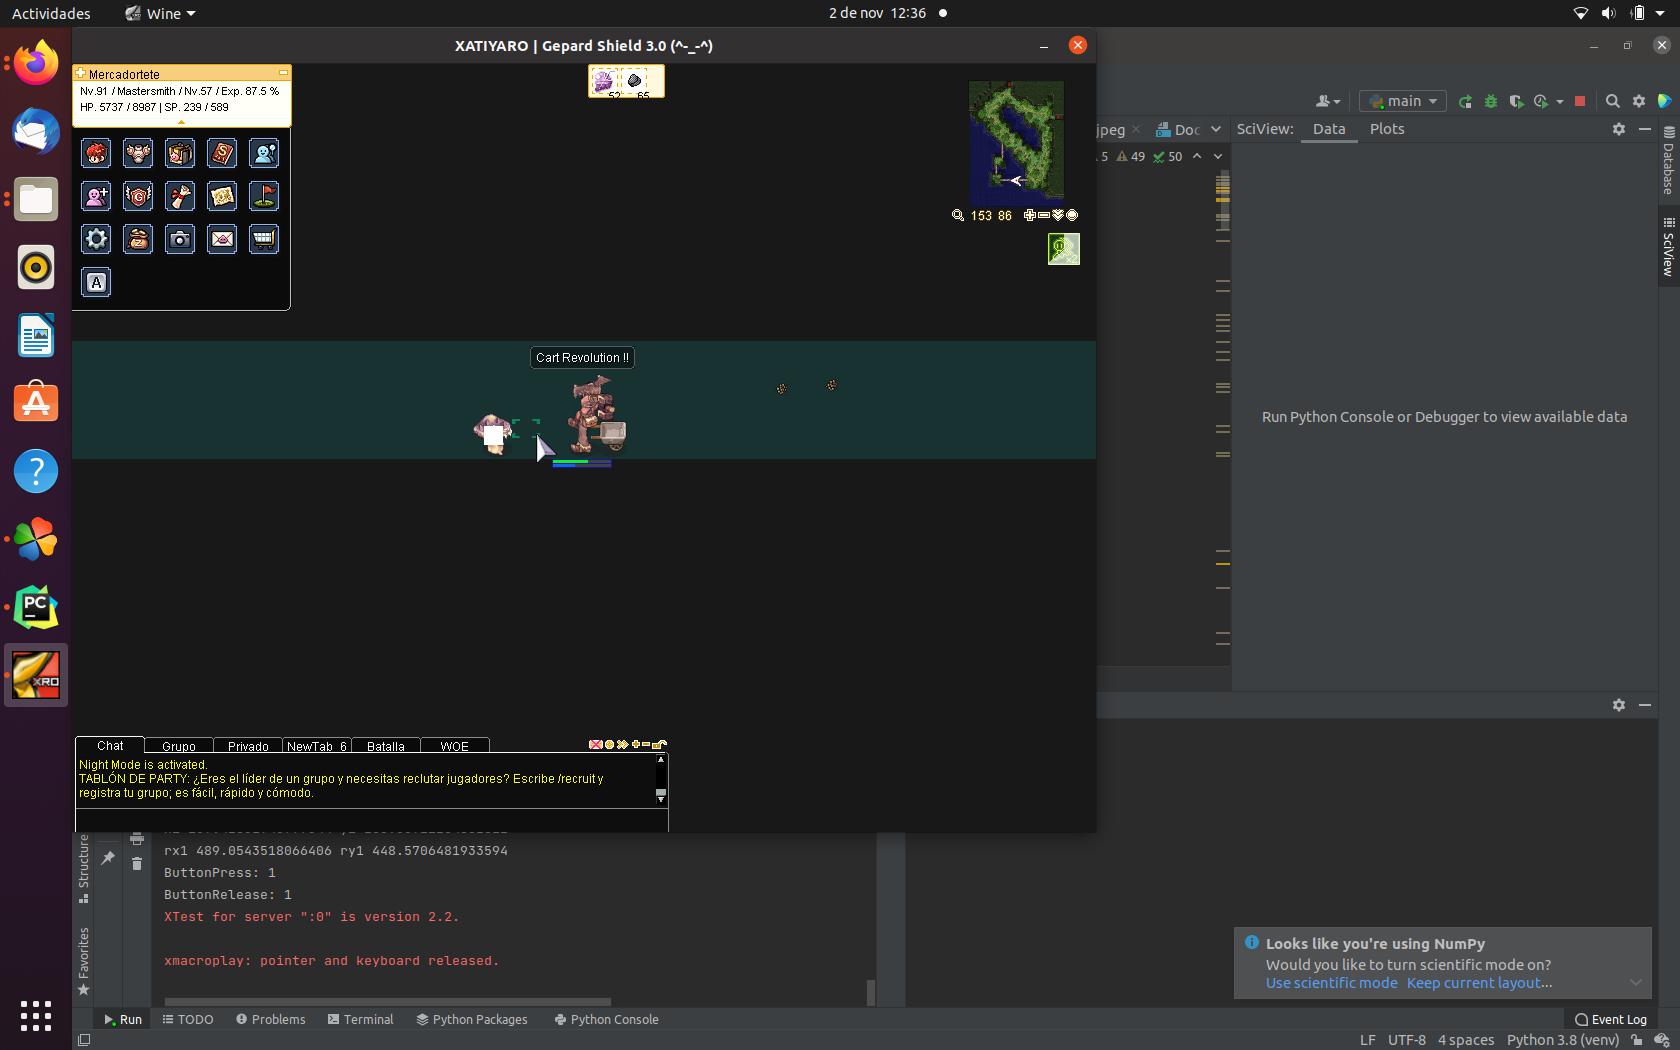 Actividades
Wine
2 de nov 12:36
XATIYARO | Gepard Shield 3.0 (^-_-^)
Mercadortete
Nv.91 / Mastersmith / Nv.57 / Exp. 87.5 %
HP. 5737 / 8987 | SP. 239 / 589
52
65
153 86
x2
A
Cart Revolution !!
main
jpeg
Doc
SciView:
Data
Plots
5
49
50
Database
SciView
Run Python Console or Debugger to view available data
PC
XRO
Chat
Grupo
Privado
NewTab_6
Batalla
WOE
Night Mode is activated.
TABLÓN DE PARTY: ¿Eres el líder de un grupo y necesitas reclutar jugadores? Escribe /recruit y
registra tu grupo; es fácil, rápido y cómodo.
rx1 489.0543518066406 ry1 448.5706481933594
ButtonPress: 1
ButtonRelease: 1
XTest for server ":0" is version 2.2.
xmacroplay: pointer and keyboard released.
Structure
Favorites
Looks like you're using NumPy
Would you like to turn scientific mode on?
Use scientific mode
Keep current layout...
Run
TODO
Problems
Terminal
Python Packages
Python Console
Event Log
LF
UTF-8
4 spaces
Python 3.8 (venv)